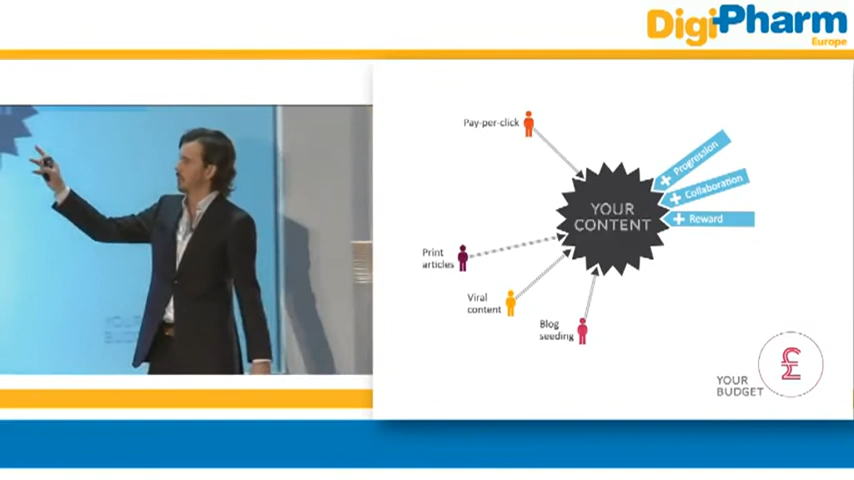 DigiPharm
Europe
Pay-per-click
Progression
Collaboration
Reward
YOUR
CONTENT
Print
articles
Viral
content
Blog
seeding
£
YOUR
BUDGET